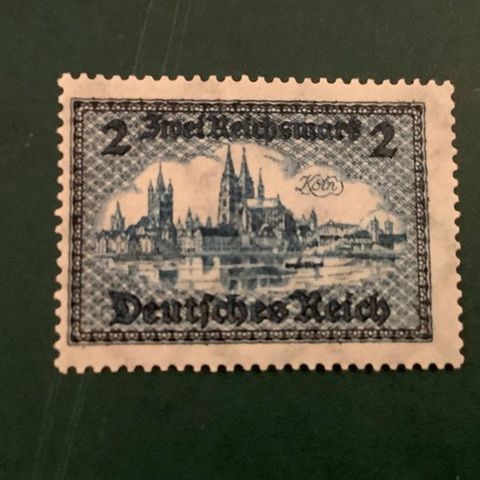 2 Zwei Reichsmark 2
Köln
Deutsches Reich